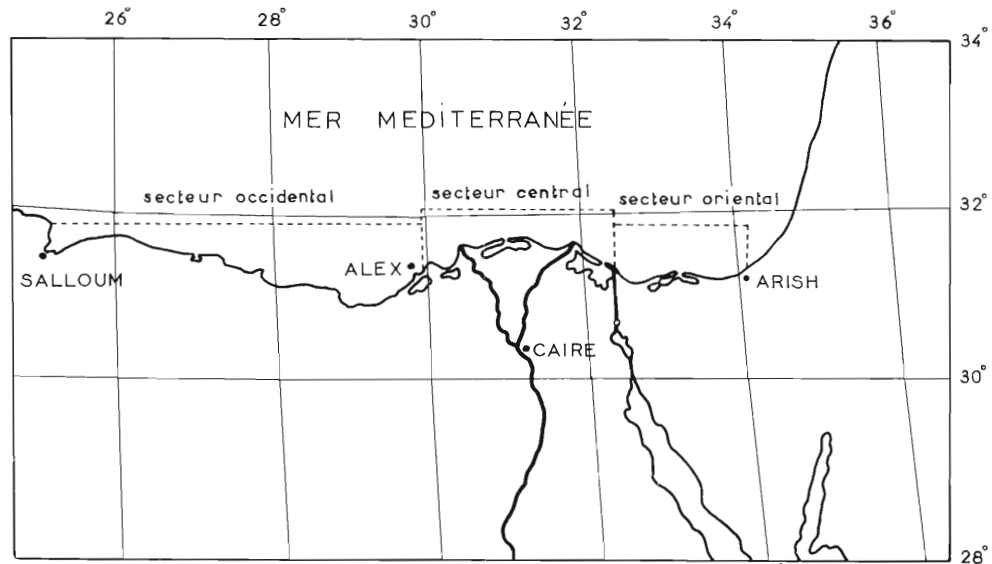 26° 28° 30° 32° 34° 36°
34°
MER MEDITERRANÉE
secteur occidental secteur central secteur oriental
32°
SALLOUM ALEX ARISH
CAIRE
30°
28°